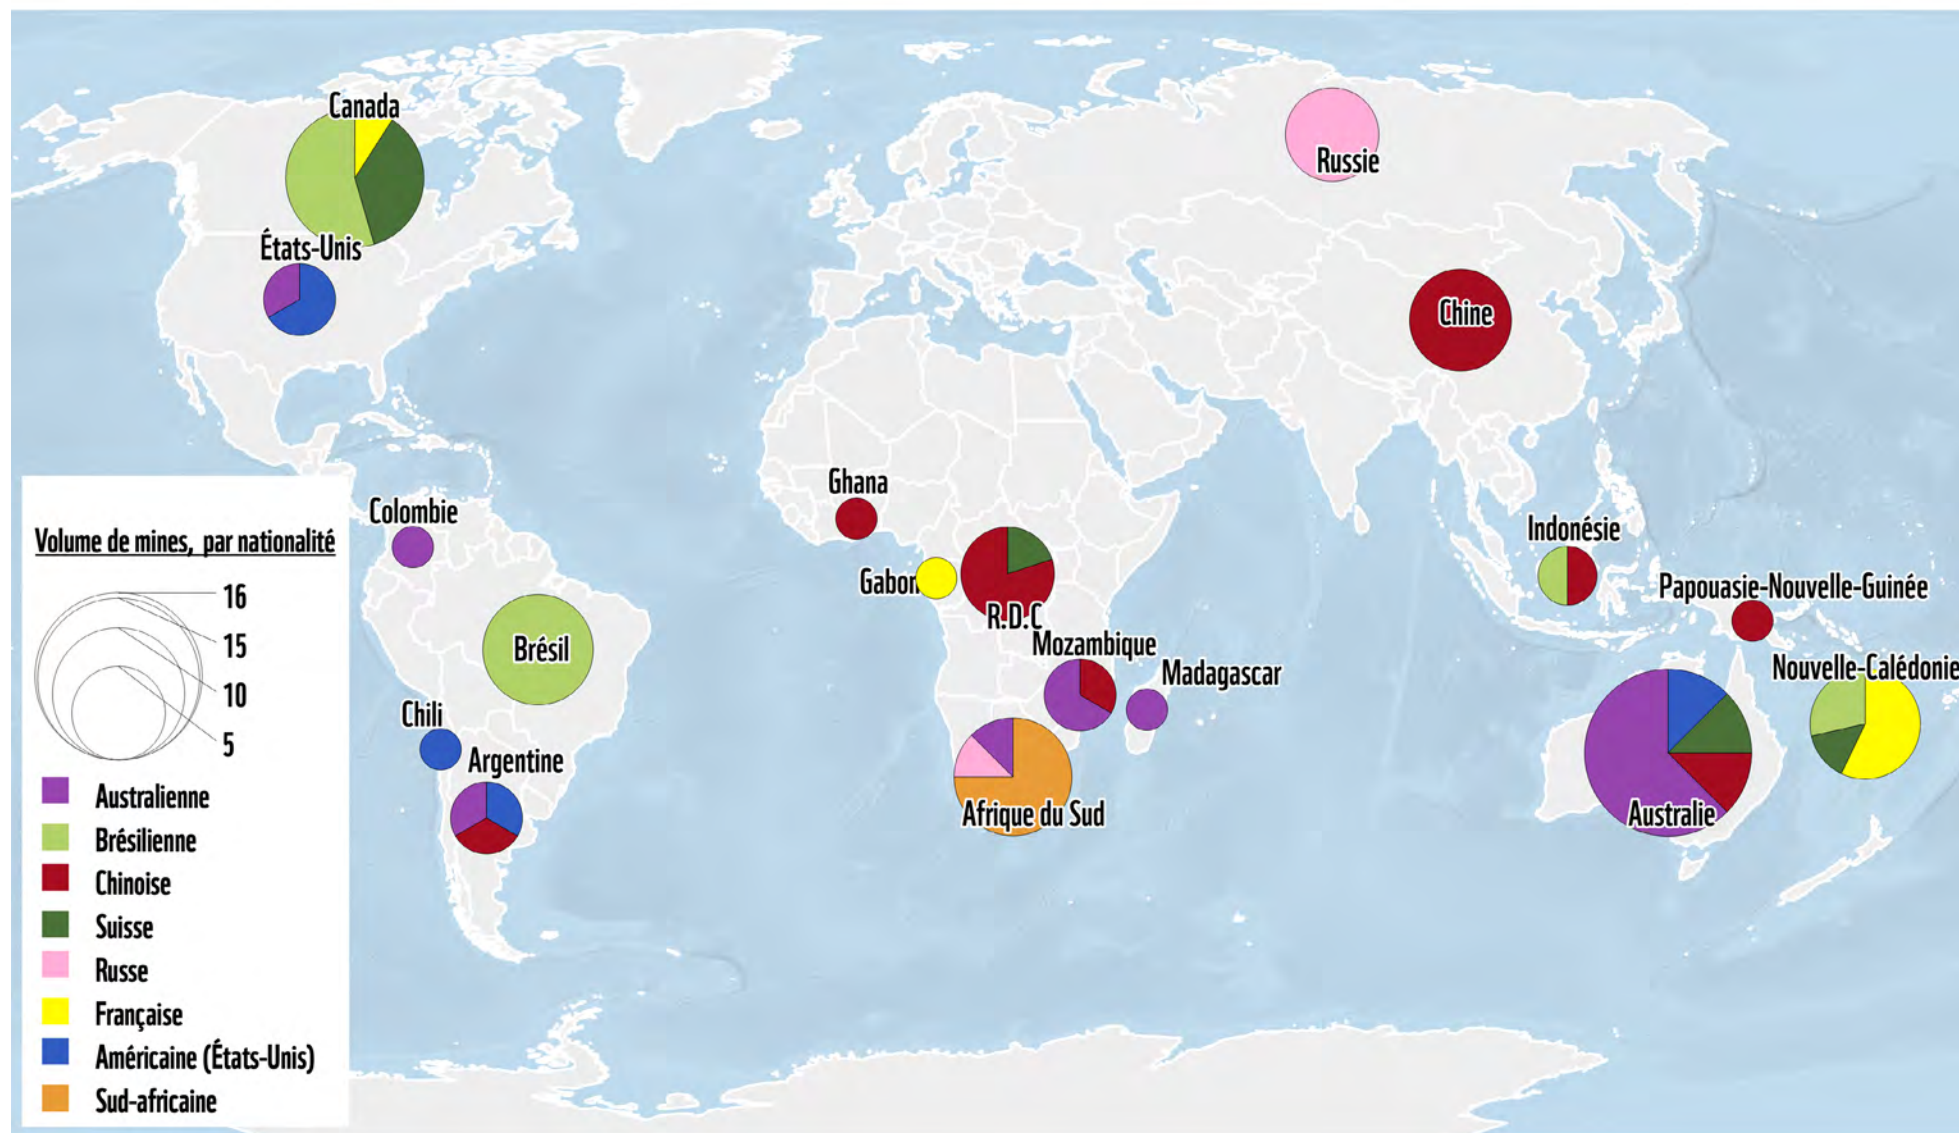 Canada
Russie
États-Unis
Chine
Ghana
Colombie
Indonésie
Gabon
Papouasie-Nouvelle-Guinée
R.D.C
Mozambique
Brésil
Madagascar
Nouvelle-Calédonie
Chili
Argentine
Afrique du Sud
Australie
Volume de mines, par nationalité
16
15
10
5
Australienne
Brésilienne
Chinoise
Suisse
Russe
Française
Américaine (États-Unis)
Sud-africaine